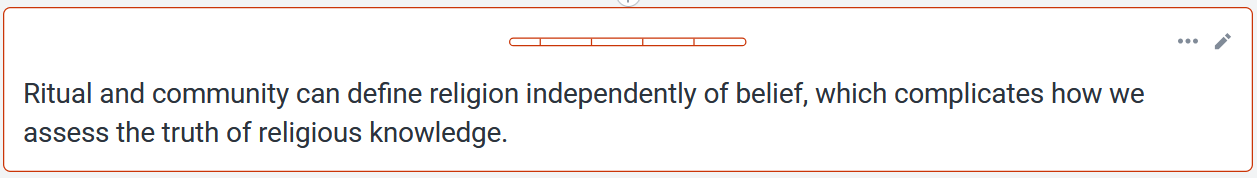 Ritual and community can define religion independently of belief, which complicates how we
assess the truth of religious knowledge.